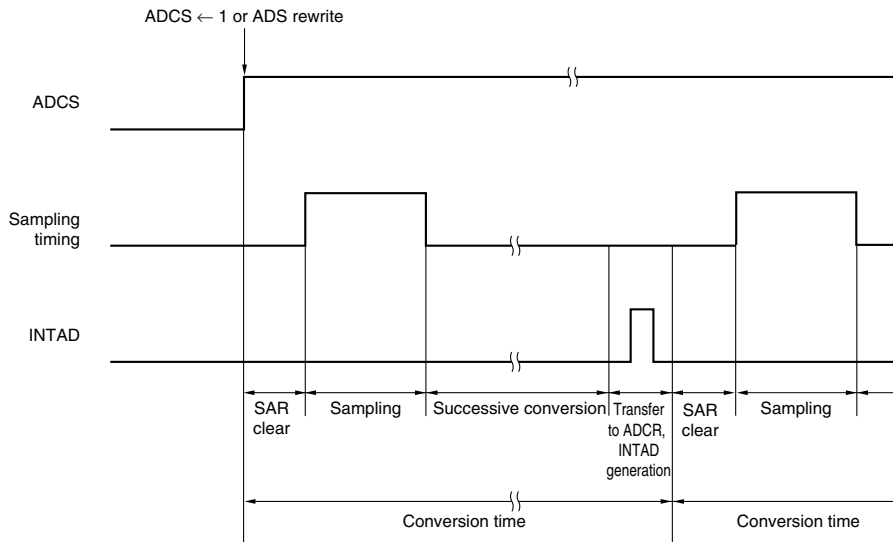 ADCS ← 1 or ADS rewrite
ADCS
Sampling
timing
INTAD
SAR
clear
Sampling
Successive conversion
Transfer
to ADCR,
INTAD
generation
SAR
clear
Sampling
Conversion time
Conversion time